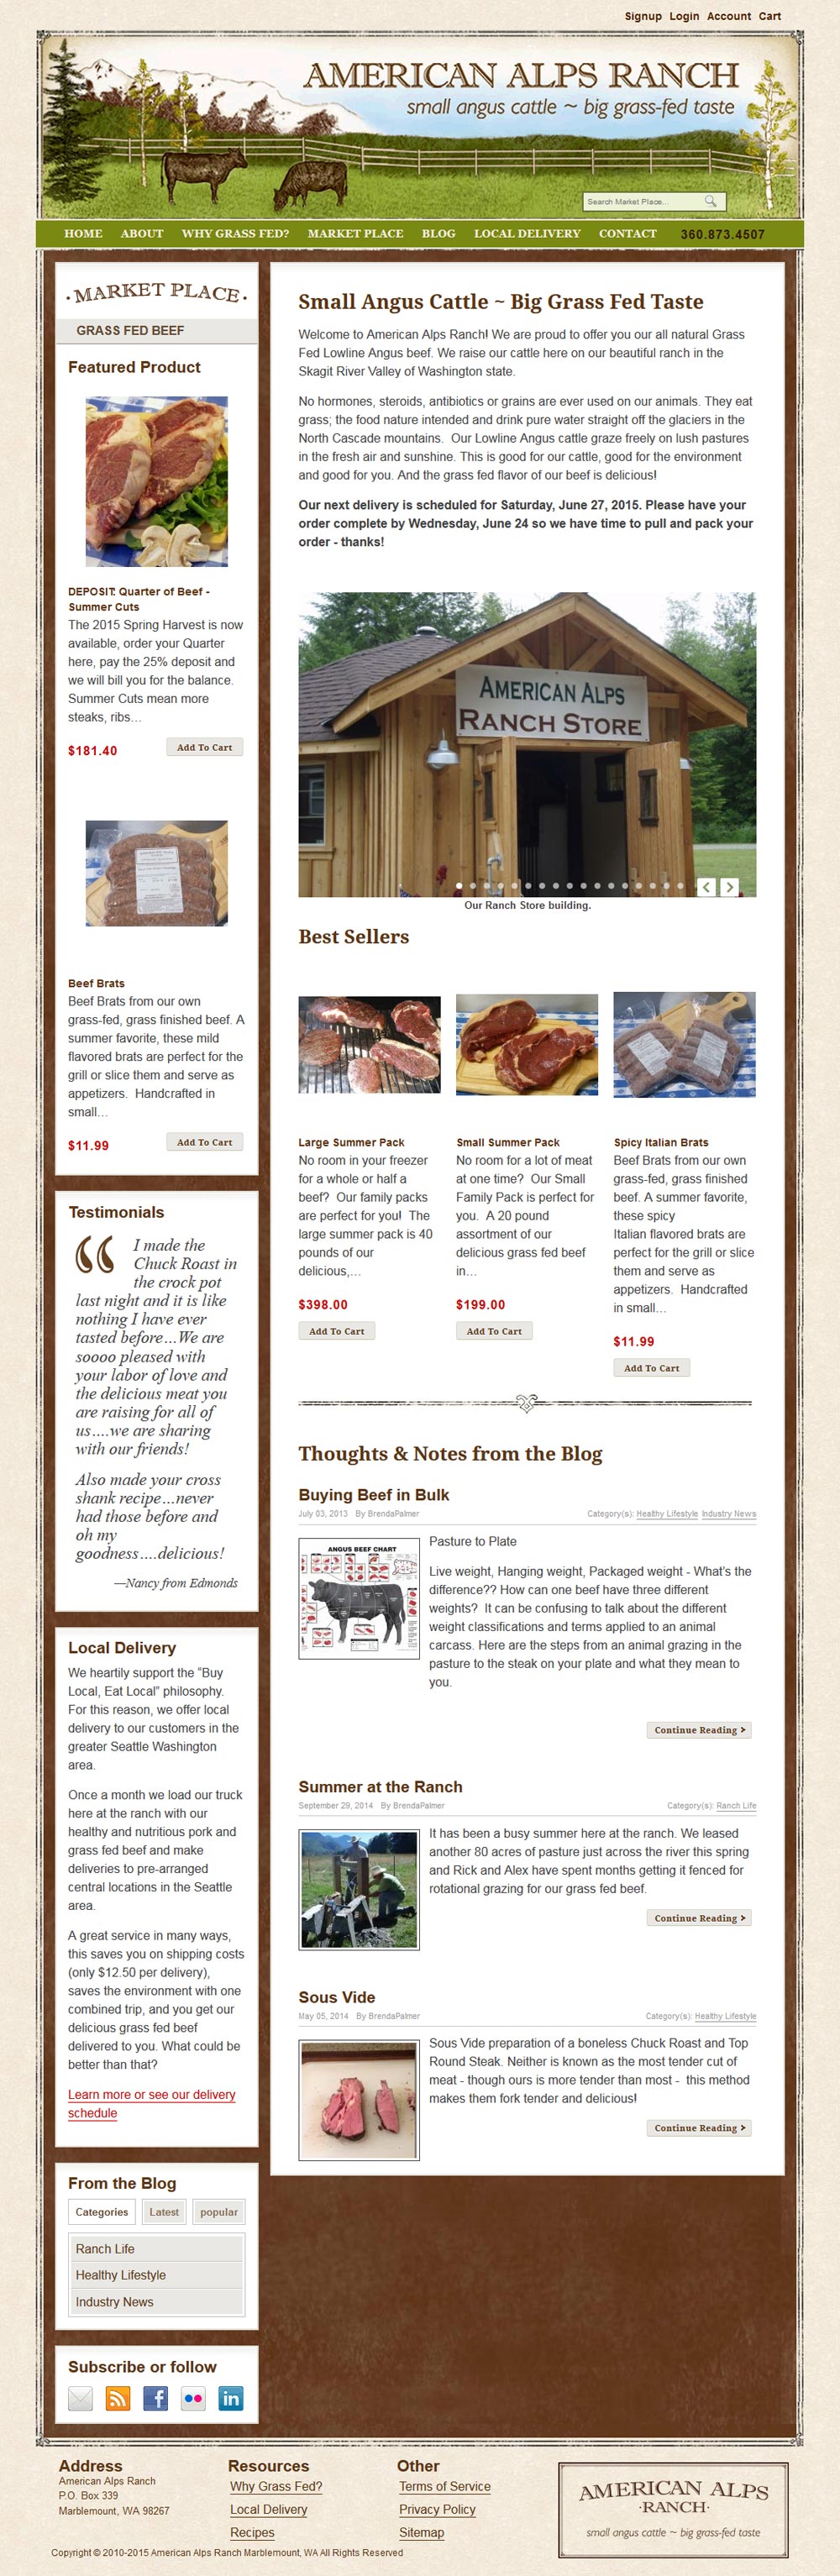 Signup Login Account Cart
AMERICAN ALPS RANCH
small angus cattle ~ big grass-fed taste
Search Market Place...
HOME ABOUT WHY GRASS FED? MARKET PLACE BLOG LOCAL DELIVERY CONTACT 360.873.4507
· MARKET PLACE ·
GRASS FED BEEF
Featured Product
DEPOSIT: Quarter of Beef -
Summer Cuts
The 2015 Spring Harvest is now
available, order your Quarter
here, pay the 25% deposit and
we will bill you for the balance.
Summer Cuts mean more
steaks, ribs…
$181.40 Add To Cart
Beef Brats
Beef Brats from our own
grass-fed, grass finished beef. A
summer favorite, these mild
flavored brats are perfect for the
grill or slice them and serve as
appetizers.  Handcrafted in
small…
$11.99 Add To Cart
Testimonials
“ I made the
Chuck Roast in
the crock pot
last night and it is like
nothing I have ever
tasted before…We are
soooo pleased with
your labor of love and
the delicious meat you
are raising for all of
us….we are sharing
with our friends!
Also made your cross
shank recipe…never
had those before and
oh my
goodness….delicious!
—Nancy from Edmonds
Local Delivery
We heartily support the “Buy
Local, Eat Local” philosophy.
For this reason, we offer local
delivery to our customers in the
greater Seattle Washington
area.
Once a month we load our truck
here at the ranch with our
healthy and nutritious pork and
grass fed beef and make
deliveries to pre-arranged
central locations in the Seattle
area.
A great service in many ways,
this saves you on shipping costs
(only $12.50 per delivery),
saves the environment with one
combined trip, and you get our
delicious grass fed beef
delivered to you. What could be
better than that?
Learn more or see our delivery
schedule
From the Blog
Categories Latest popular
Ranch Life
Healthy Lifestyle
Industry News
Subscribe or follow
Small Angus Cattle ~ Big Grass Fed Taste
Welcome to American Alps Ranch! We are proud to offer you our all natural Grass
Fed Lowline Angus beef. We raise our cattle here on our beautiful ranch in the
Skagit River Valley of Washington state.
No hormones, steroids, antibiotics or grains are ever used on our animals. They eat
grass; the food nature intended and drink pure water straight off the glaciers in the
North Cascade mountains.  Our Lowline Angus cattle graze freely on lush pastures
in the fresh air and sunshine. This is good for our cattle, good for the environment
and good for you. And the grass fed flavor of our beef is delicious!
Our next delivery is scheduled for Saturday, June 27, 2015. Please have your
order complete by Wednesday, June 24 so we have time to pull and pack your
order - thanks!
AMERICAN ALPS
RANCH STORE
Our Ranch Store building.
Best Sellers
Large Summer Pack
No room in your freezer
for a whole or half a
beef?  Our family packs
are perfect for you!  The
large summer pack is 40
pounds of our
delicious,…
$398.00
Add To Cart
Small Summer Pack
No room for a lot of meat
at one time?  Our Small
Family Pack is perfect for
you.  A 20 pound
assortment of our
delicious grass fed beef
in…
$199.00
Add To Cart
Spicy Italian Brats
Beef Brats from our own
grass-fed, grass finished
beef. A summer favorite,
these spicy
Italian flavored brats are
perfect for the grill or slice
them and serve as
appetizers.  Handcrafted
in small…
$11.99
Add To Cart
Thoughts & Notes from the Blog
Buying Beef in Bulk
July 03, 2013 By BrendaPalmer Category(s): Healthy Lifestyle Industry News
ANGUS BEEF CHART
Pasture to Plate
Live weight, Hanging weight, Packaged weight - What's the
difference?? How can one beef have three different
weights?  It can be confusing to talk about the different
weight classifications and terms applied to an animal
carcass. Here are the steps from an animal grazing in the
pasture to the steak on your plate and what they mean to
you.
Continue Reading
Summer at the Ranch
September 29, 2014 By BrendaPalmer Category(s): Ranch Life
It has been a busy summer here at the ranch. We leased
another 80 acres of pasture just across the river this spring
and Rick and Alex have spent months getting it fenced for
rotational grazing for our grass fed beef.
Continue Reading
Sous Vide
May 05, 2014 By BrendaPalmer Category(s): Healthy Lifestyle
Sous Vide preparation of a boneless Chuck Roast and Top
Round Steak. Neither is known as the most tender cut of
meat - though ours is more tender than most -  this method
makes them fork tender and delicious!
Continue Reading
Address
American Alps Ranch
P.O. Box 339
Marblemount, WA 98267
Resources
Why Grass Fed?
Local Delivery
Recipes
Other
Terms of Service
Privacy Policy
Sitemap
AMERICAN ALPS
·RANCH·
small angus cattle ~ big grass-fed taste
Copyright © 2010-2015 American Alps Ranch Marblemount, WA All Rights Reserved